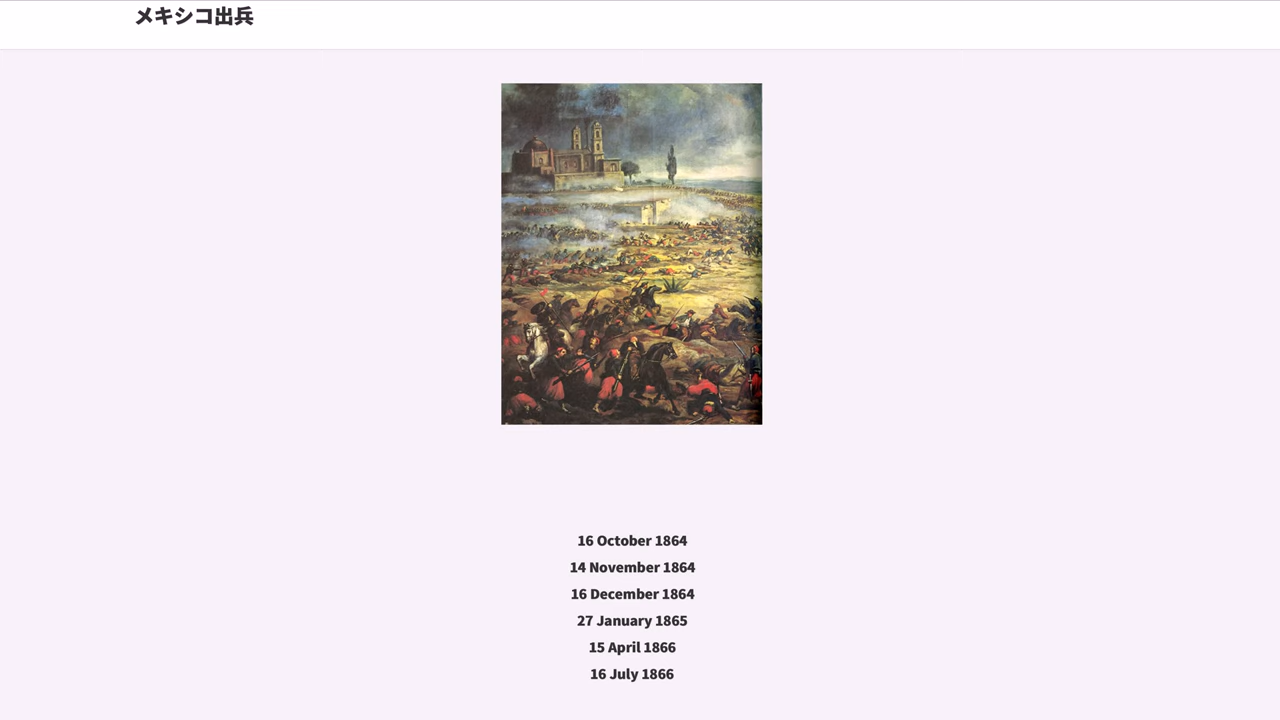 メキシコ出兵
16 October 1864
14 November 1864
16 December 1864
27 January 1865
15 April 1866
16 July 1866